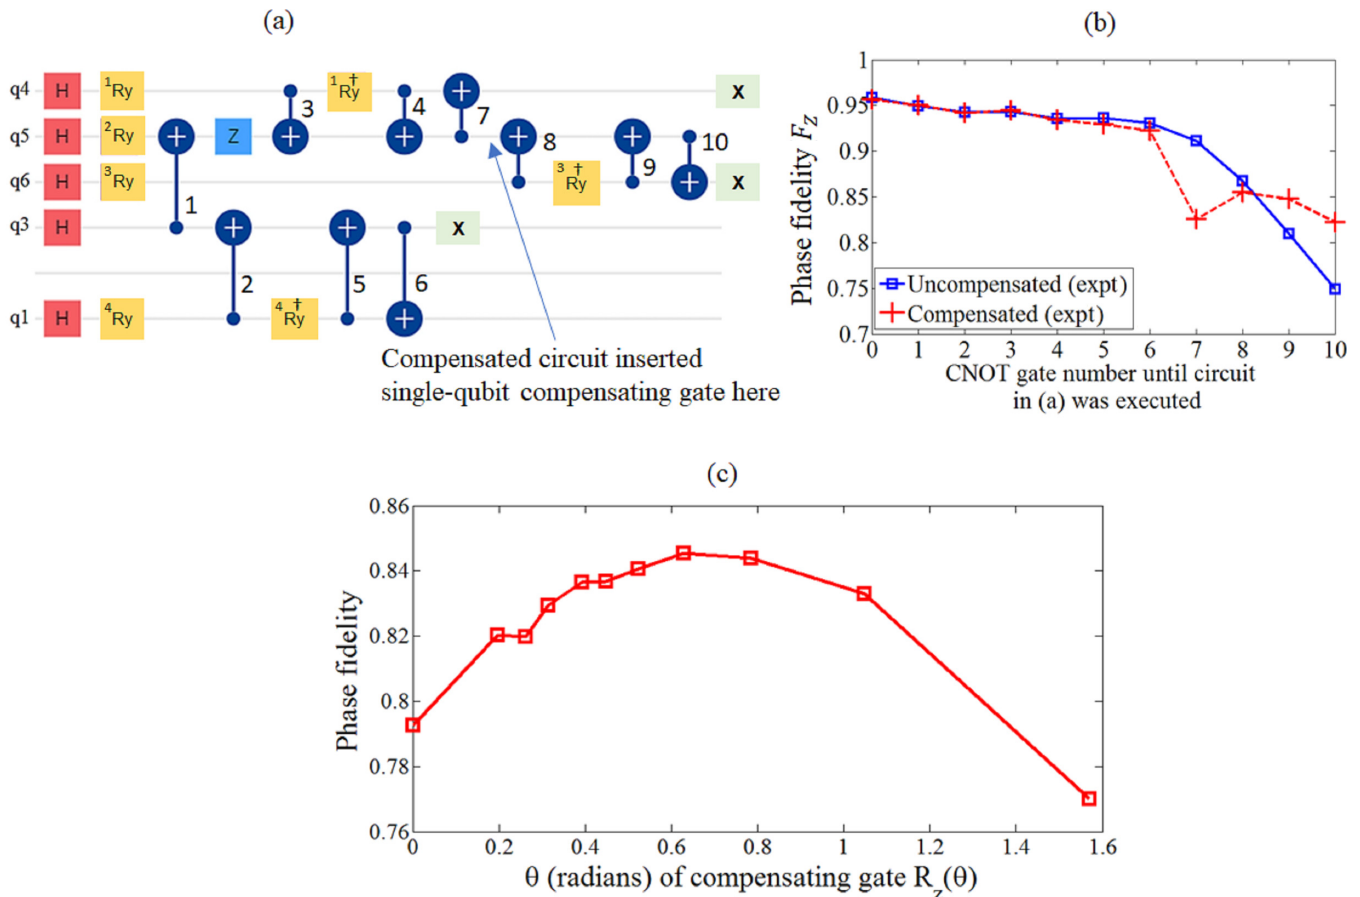 (a)
q4 H ¹Ry 3 ¹Ry† 4 7 X
q5 H ²Ry Z 8 10
q6 H ³Ry 1 ³Ry† 9 X
q3 H X
2 5 6
q1 H ⁴Ry ⁴Ry†
Compensated circuit inserted
single-qubit compensating gate here
(b)
Phase fidelity F_Z
1
0.95
0.9
0.85
0.8
0.75
0.7
Uncompensated (expt)
Compensated (expt)
0 1 2 3 4 5 6 7 8 9 10
CNOT gate number until circuit
in (a) was executed
(c)
Phase fidelity
0.86
0.84
0.82
0.8
0.78
0.76
0 0.2 0.4 0.6 0.8 1 1.2 1.4 1.6
θ (radians) of compensating gate R_z(θ)